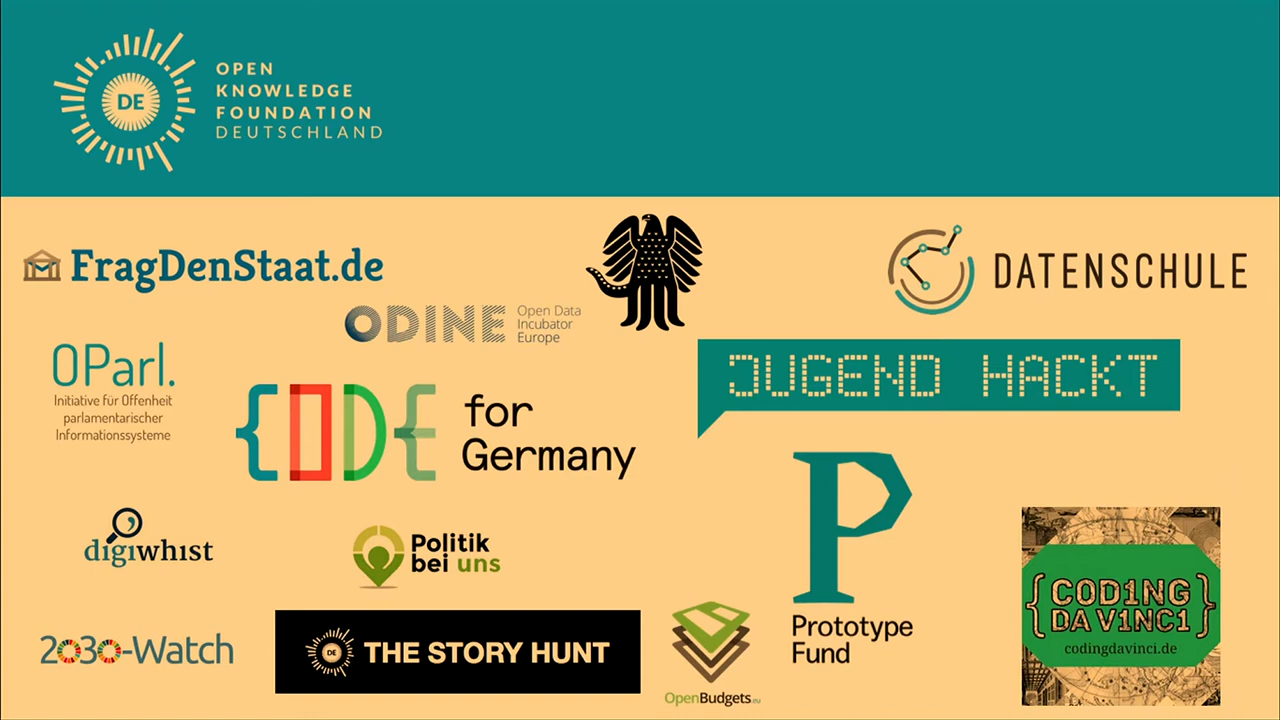 DE
OPEN
KNOWLEDGE
FOUNDATION
DEUTSCHLAND
FragDenStaat.de
DATENSCHULE
ODINE
Open Data
Incubator
Europe
OParl.
Initiative für Offenheit
parlamentarischer
Informationssysteme
JUGEND HACKT
{CODE
for
Germany
P
Prototype
Fund
digiwhist
Politik
bei uns
{COD1NG
DA V1NC1}
codingdavinci.de
2030-Watch
DE
THE STORY HUNT
OpenBudgets.eu